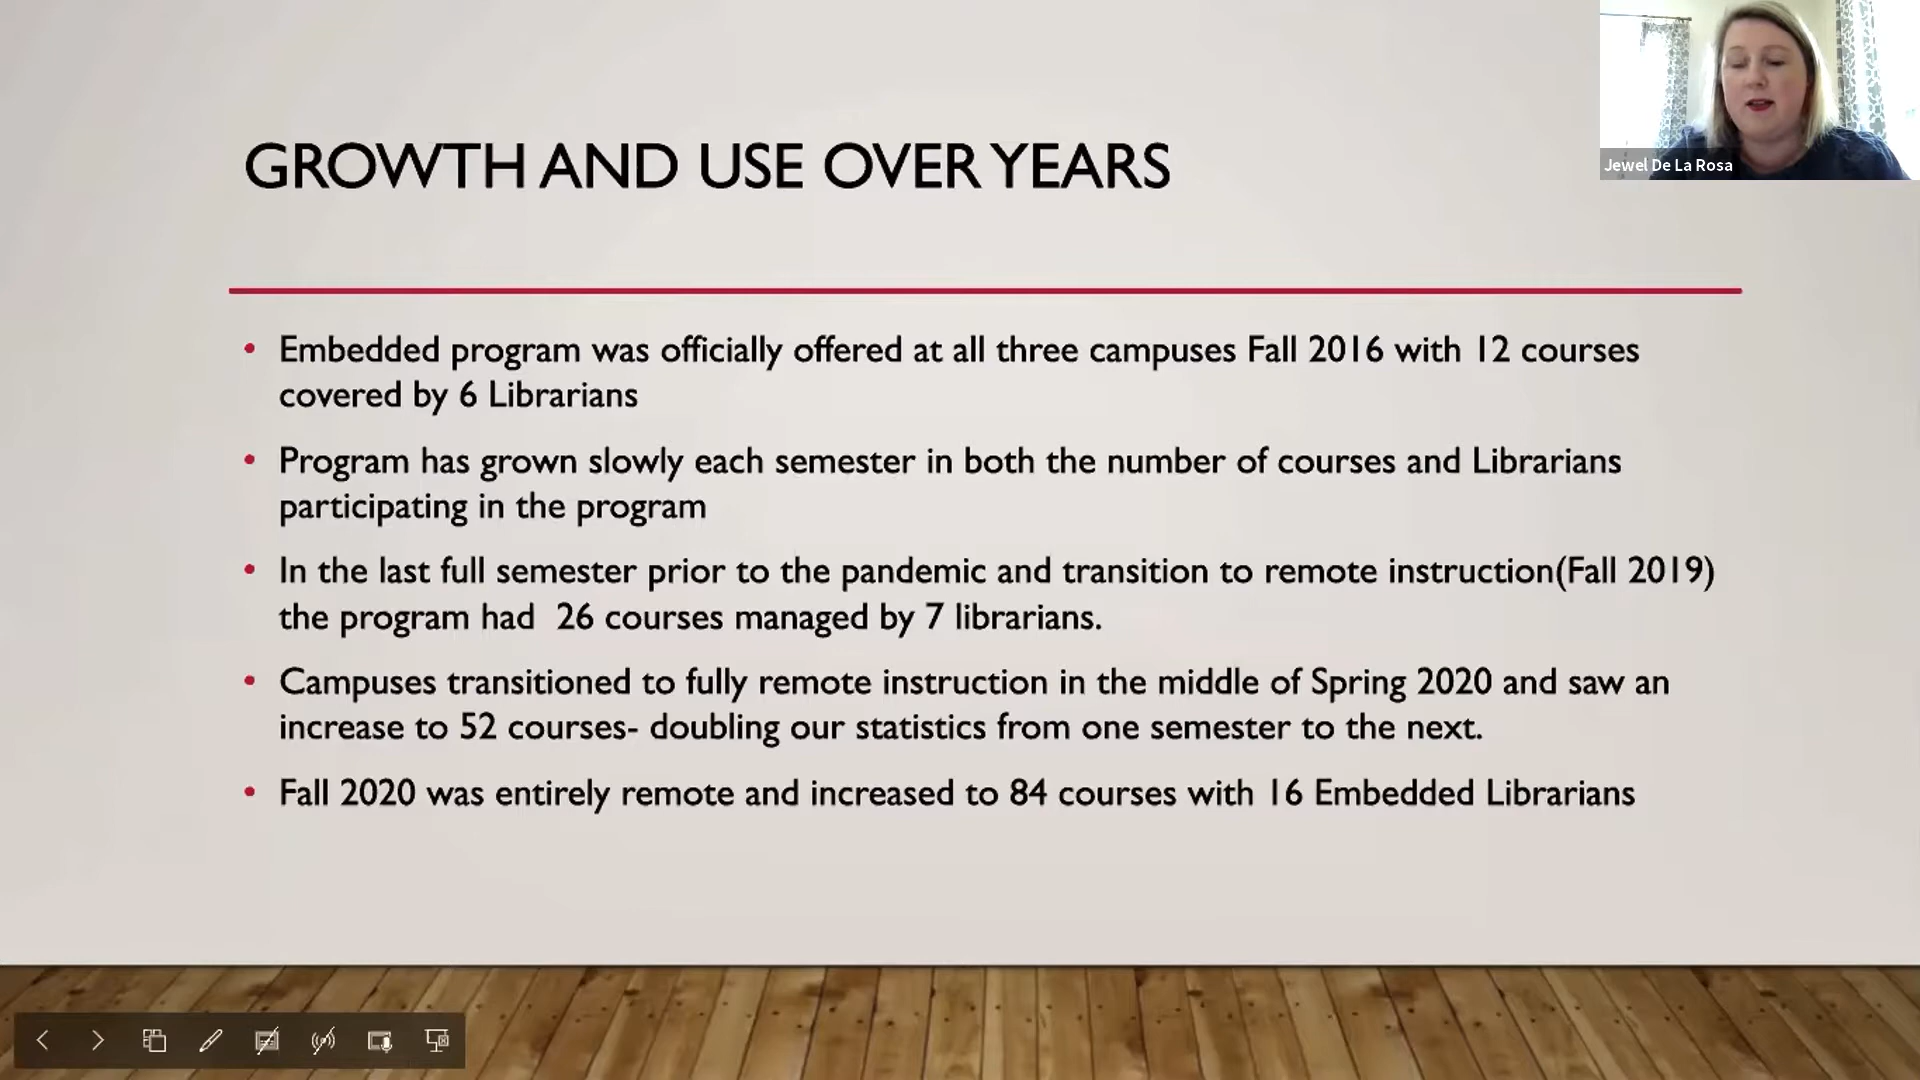 GROWTH AND USE OVER YEARS
Jewel De La Rosa
• Embedded program was officially offered at all three campuses Fall 2016 with 12 courses
covered by 6 Librarians
• Program has grown slowly each semester in both the number of courses and Librarians
participating in the program
• In the last full semester prior to the pandemic and transition to remote instruction(Fall 2019)
the program had  26 courses managed by 7 librarians.
• Campuses transitioned to fully remote instruction in the middle of Spring 2020 and saw an
increase to 52 courses- doubling our statistics from one semester to the next.
• Fall 2020 was entirely remote and increased to 84 courses with 16 Embedded Librarians